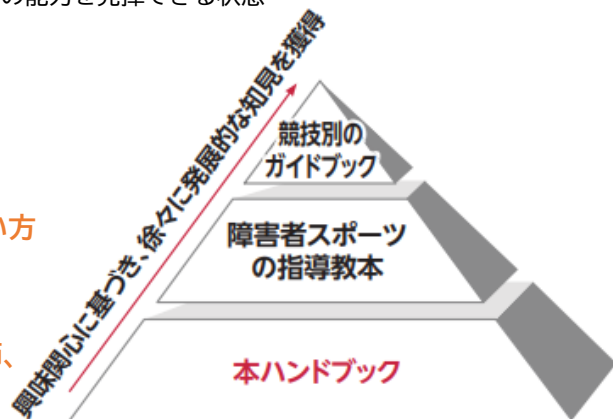 の能力を発揮できる状態
興味関心に基づき、徐々に発展的な知見を獲得
競技別の
ガイドブック
い方
障害者スポーツ
の指導教本
、
本ハンドブック